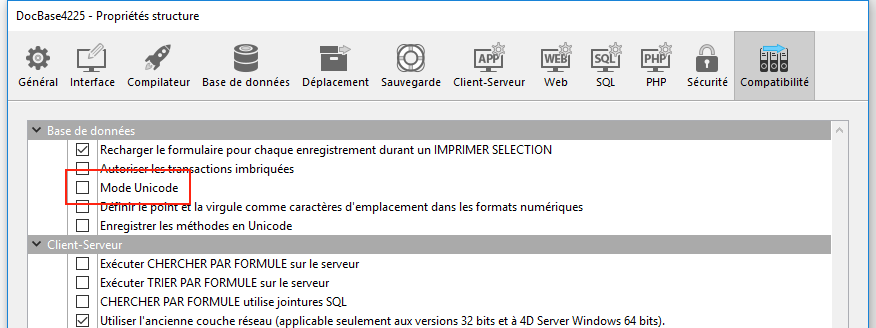 DocBase4225 - Propriétés structure
APP WEB SQL PHP
Général Interface Compilateur Base de données Déplacement Sauvegarde Client-Serveur Web SQL PHP Sécurité Compatibilité
Base de données
Recharger le formulaire pour chaque enregistrement durant un IMPRIMER SELECTION
Autoriser les transactions imbriquées
Mode Unicode
Définir le point et la virgule comme caractères d'emplacement dans les formats numériques
Enregistrer les méthodes en Unicode
Client-Serveur
Exécuter CHERCHER PAR FORMULE sur le serveur
Exécuter TRIER PAR FORMULE sur le serveur
CHERCHER PAR FORMULE utilise jointures SQL
Utiliser l'ancienne couche réseau (applicable seulement aux versions 32 bits et à 4D Server Windows 64 bits).